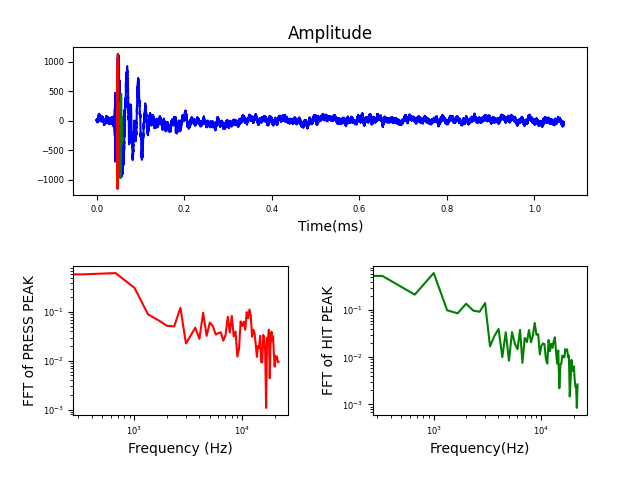 Amplitude
1000
500
0
−500
−1000
0.0 0.2 0.4 0.6 0.8 1.0
Time(ms)
FFT of PRESS PEAK
10⁻¹
10⁻²
10⁻³
10³ 10⁴
Frequency (Hz)
FFT of HIT PEAK
10⁻¹
10⁻²
10⁻³
10³ 10⁴
Frequency(Hz)